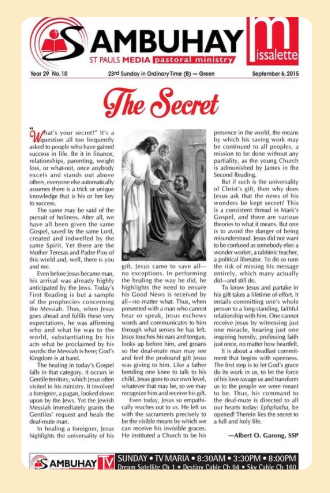 SAMBUHAY
Missalette
ST PAULS MEDIA pastoral ministry
Year 29 No. 10
23rd Sunday in Ordinary Time (B) — Green
September 6, 2015
The Secret
"What's your secret?" It's a
question all too frequently
asked to people who have gained
success in life. Be it in finance,
relationships, parenting, weight
loss, or what-not, once anybody
excels and stands out above
others, everyone else automatically
assumes there is a trick or unique
knowledge that is his or her key
to success.
The same may be said of the
pursuit of holiness. After all, we
have all been given the same
Gospel, saved by the same Lord,
created and indwelled by the
same Spirit. Yet there are the
Mother Teresas and Padre Pios of
this world and, well, there is you
and me.
Even before Jesus became man,
his arrival was already highly
anticipated by the Jews. Today's
First Reading is but a sample
of the prophecies concerning
the Messiah. Thus, when Jesus
goes ahead and fulfils these very
expectations, he was affirming
who and what he was to the
world, substantiating by his
acts what he proclaimed by his
words: the Messiah is here; God's
Kingdom is at hand.
The healing in today's Gospel
falls in that category. It occurs in
Gentile territory, which Jesus often
visited in his ministry. It involved
a foreigner, a pagan, looked down
upon by the Jews. Yet the Jewish
Messiah immediately grants the
Gentiles' request and heals the
deaf-mute man.
In healing a foreigner, Jesus
highlights the universality of his
gift. Jesus came to save all—
no exceptions. In performing
the healing the way he did, he
highlights the need to ensure
his Good News is received by
all—no matter what. Thus, when
presented with a man who cannot
hear or speak, Jesus eschews
words and communicates to him
through what senses he has left.
Jesus touches his ears and tongue,
looks up before him, and groans
so the deaf-mute man may see
and feel the profound gift Jesus
was giving to him. Like a father
bending one knee to talk to his
child, Jesus goes to our own level,
whatever that may be, so we may
recognize him and receive his gift.
Even today, Jesus so empathi-
cally reaches out to us. He left us
with the sacraments precisely to
be the visible means by which we
can receive his invisible graces.
He instituted a Church to be his
presence in the world, the means
by which his saving work may
be continued to all peoples, a
mission to be done without any
partiality, as the young Church
is admonished by James in the
Second Reading.
But if such is the universality
of Christ's gift, then why does
Jesus ask that the news of his
wonders be kept secret? This
is a consistent thread in Mark's
Gospel, and there are various
theories to what it means. But one
is to avoid the danger of being
misunderstood. Jesus did not want
to be confused as somebody else: a
wonder worker, a rabbinic teacher,
a political liberator. To do so runs
the risk of missing his message
entirely, which many actually
did—and still do.
To know Jesus and partake in
his gift takes a lifetime of effort. It
entails committing one's whole
person to a long-standing, faithful
relationship with him. One cannot
receive Jesus by witnessing just
one miracle, hearing just one
inspiring homily, professing faith
just once, no matter how heartfelt.
It is about a steadfast commit-
ment that begins with openness.
The first step is to let God's grace
do its work in us, to let the force
of his love ravage us and transform
us to the people we were meant
to be. Thus, his command to
the deaf-mute is directed to all
our hearts today: Ephphatha, be
opened! Therein lies the secret to
a full and holy life.
—Albert O. Garong, SSP
SAMBUHAY TV
SUNDAY • TV MARIA • 8:30AM • 3:30PM • 8:00PM
Dream Satellite Ch 1 • Destiny Cable Ch 94 • Sky Cable Ch 160